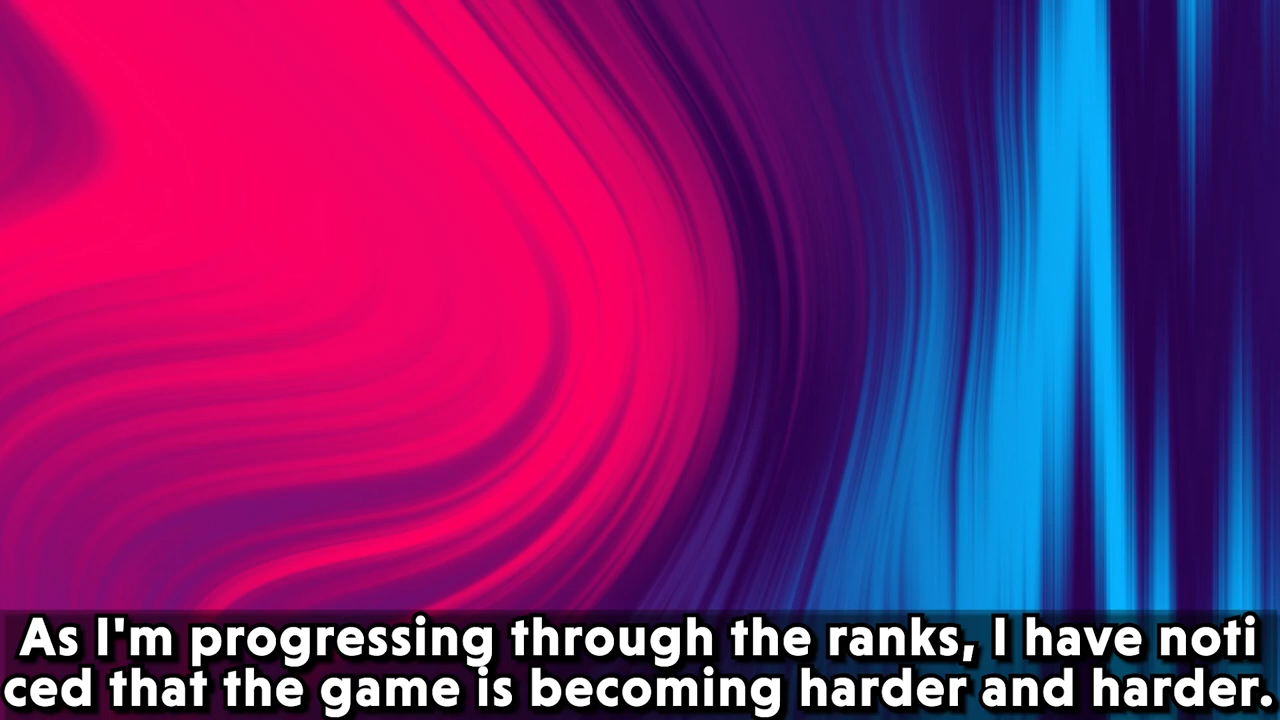 As I'm progressing through the ranks, I have noti
ced that the game is becoming harder and harder.